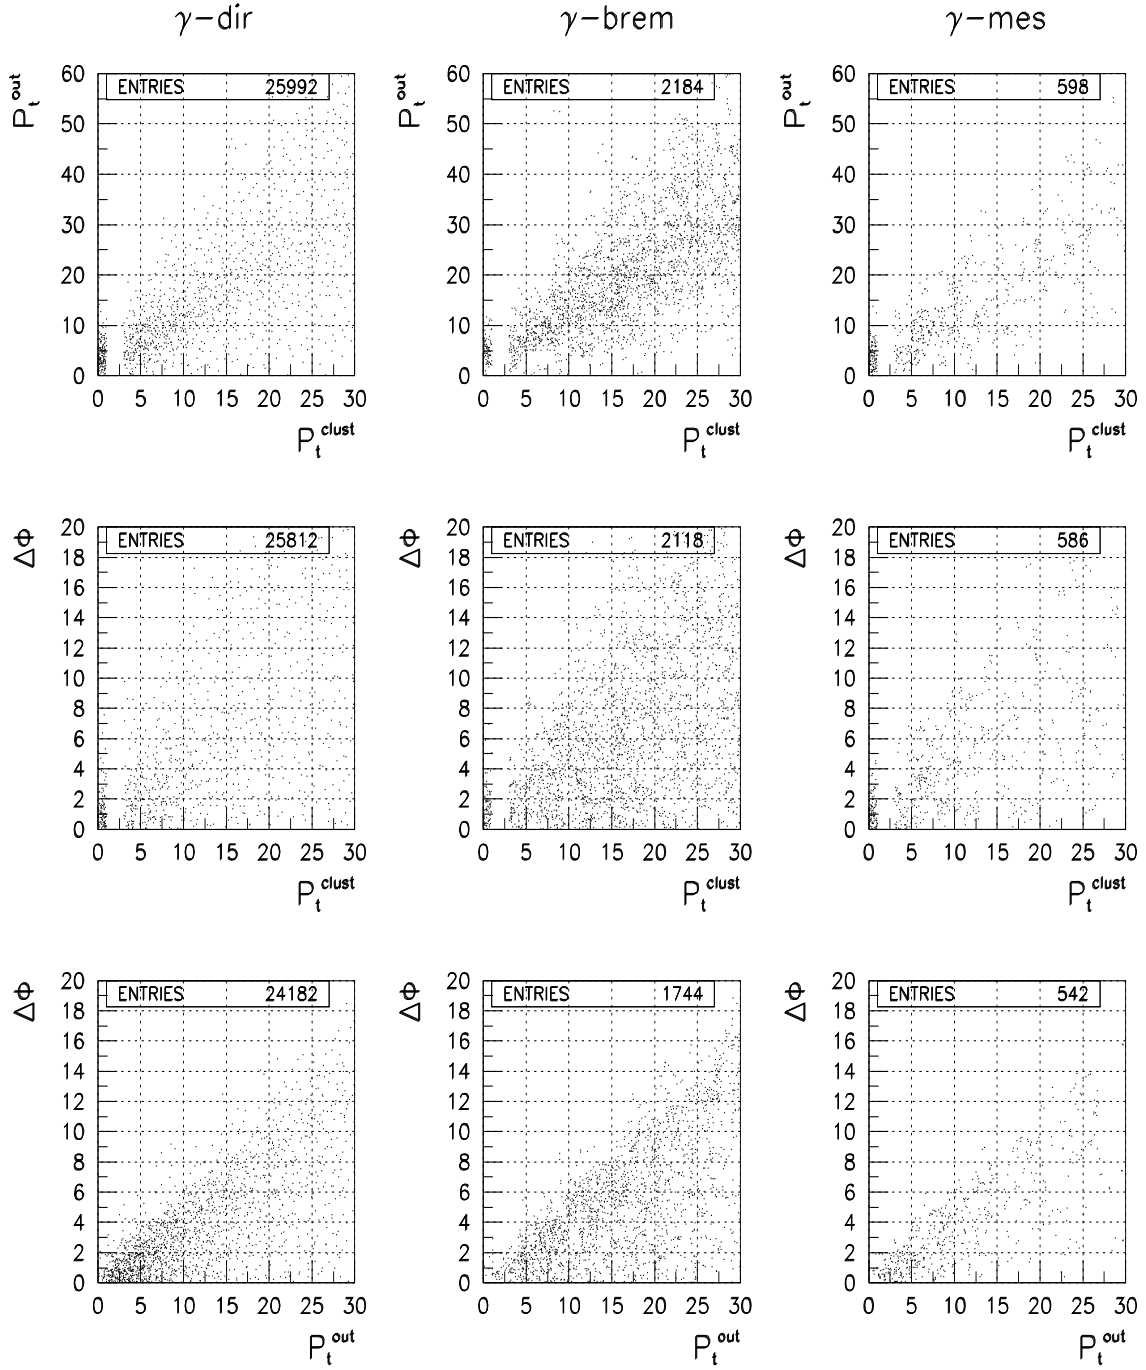 γ-dir γ-brem γ-mes
ENTRIES 25992 ENTRIES 2184 ENTRIES 598
P_t^out P_t^out P_t^out
60 60 60
50 50 50
40 40 40
30 30 30
20 20 20
10 10 10
0 0 0
0 5 10 15 20 25 30 0 5 10 15 20 25 30 0 5 10 15 20 25 30
P_t^clust P_t^clust P_t^clust
ENTRIES 25812 ENTRIES 2118 ENTRIES 586
ΔΦ ΔΦ ΔΦ
20 20 20
18 18 18
16 16 16
14 14 14
12 12 12
10 10 10
8 8 8
6 6 6
4 4 4
2 2 2
0 0 0
0 5 10 15 20 25 30 0 5 10 15 20 25 30 0 5 10 15 20 25 30
P_t^clust P_t^clust P_t^clust
ENTRIES 24182 ENTRIES 1744 ENTRIES 542
ΔΦ ΔΦ ΔΦ
20 20 20
18 18 18
16 16 16
14 14 14
12 12 12
10 10 10
8 8 8
6 6 6
4 4 4
2 2 2
0 0 0
0 5 10 15 20 25 30 0 5 10 15 20 25 30 0 5 10 15 20 25 30
P_t^out P_t^out P_t^out